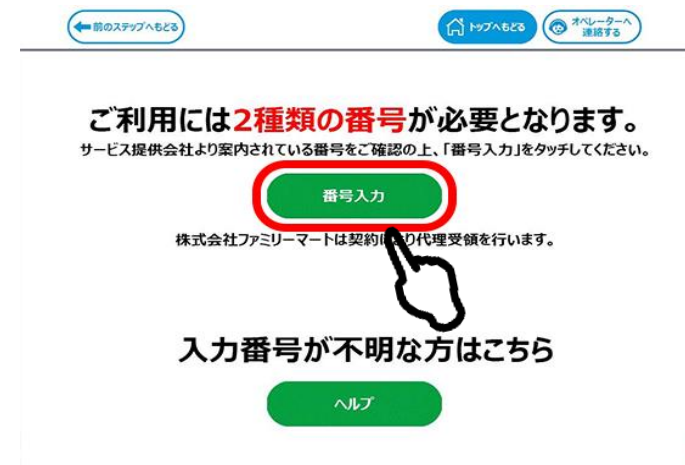 前のステップへもどる
トップへもどる
オペレーターへ
連絡する
ご利用には2種類の番号が必要となります。
サービス提供会社より案内されている番号をご確認の上、「番号入力」をタッチしてください。
番号入力
株式会社ファミリーマートは契約により代理受領を行います。
入力番号が不明な方はこちら
ヘルプ